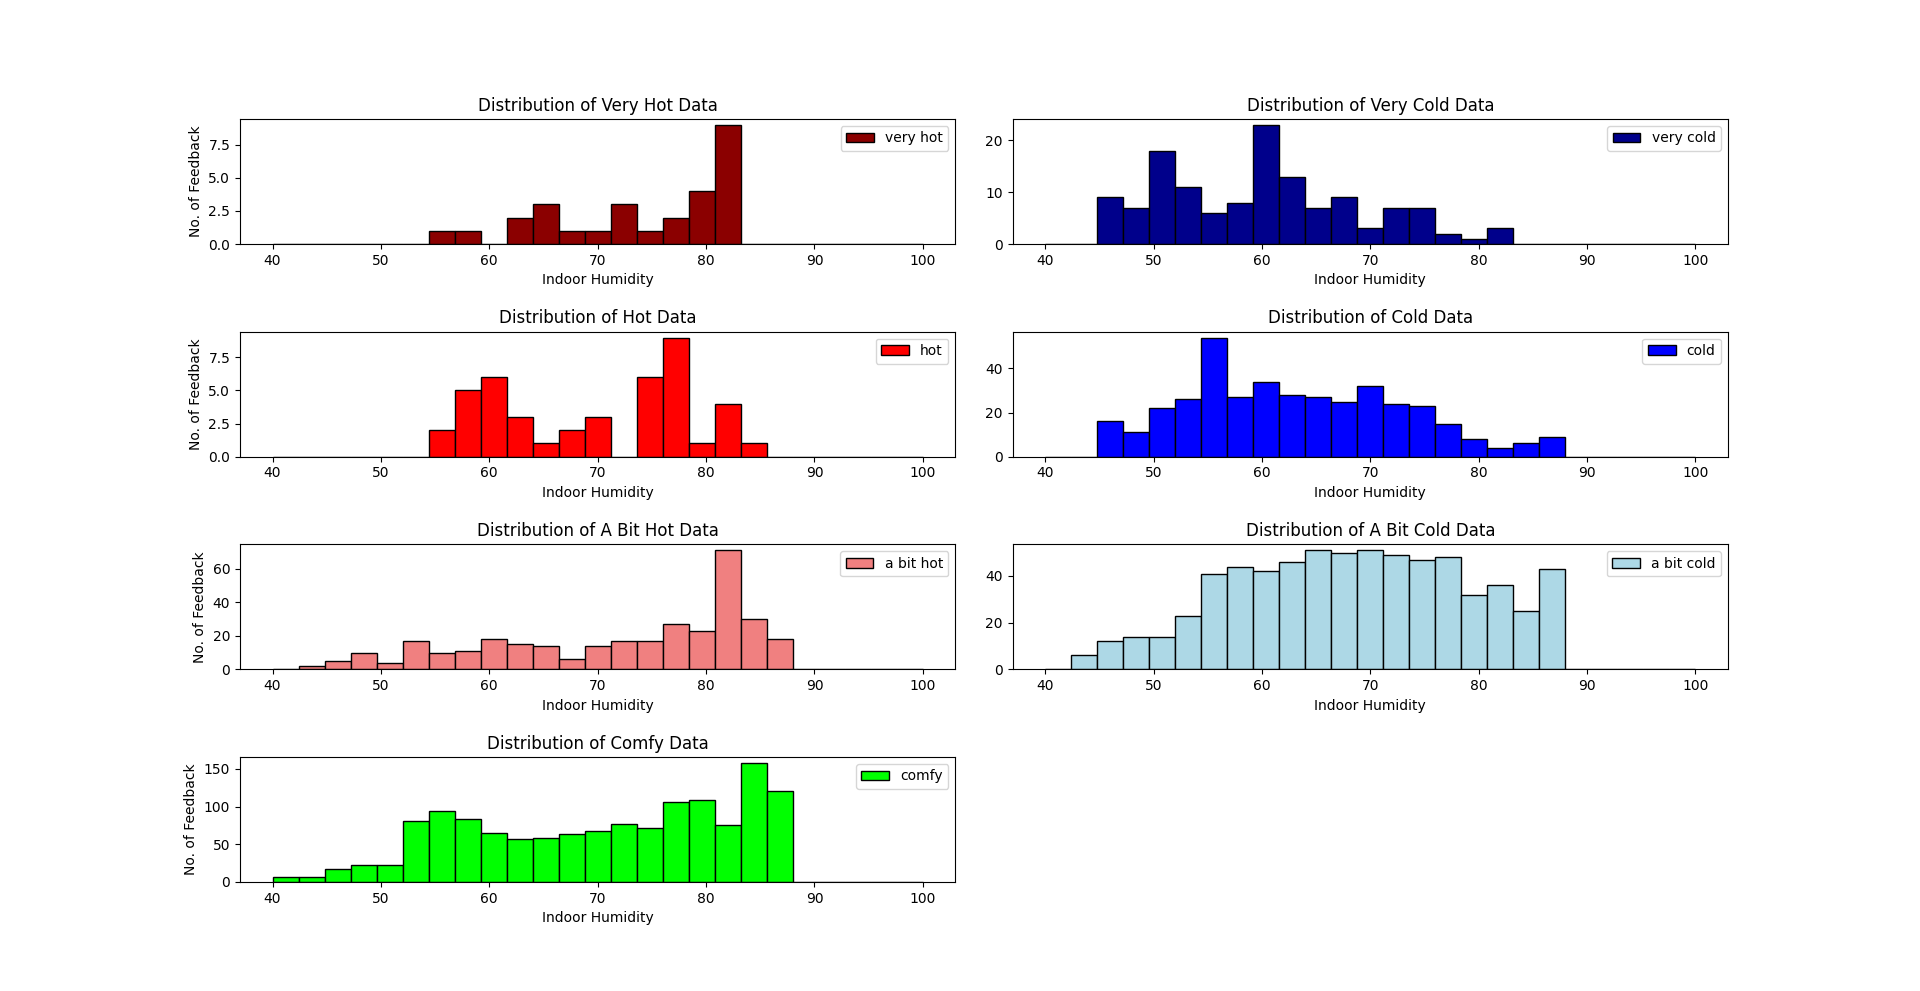 Distribution of Very Hot Data
No. of Feedback
7.5
5.0
2.5
0.0
very hot
40 50 60 70 80 90 100
Indoor Humidity
Distribution of Very Cold Data
20
10
0
very cold
40 50 60 70 80 90 100
Indoor Humidity
Distribution of Hot Data
No. of Feedback
7.5
5.0
2.5
0.0
hot
40 50 60 70 80 90 100
Indoor Humidity
Distribution of Cold Data
40
20
0
cold
40 50 60 70 80 90 100
Indoor Humidity
Distribution of A Bit Hot Data
No. of Feedback
60
40
20
0
a bit hot
40 50 60 70 80 90 100
Indoor Humidity
Distribution of A Bit Cold Data
40
20
0
a bit cold
40 50 60 70 80 90 100
Indoor Humidity
Distribution of Comfy Data
No. of Feedback
150
100
50
0
comfy
40 50 60 70 80 90 100
Indoor Humidity